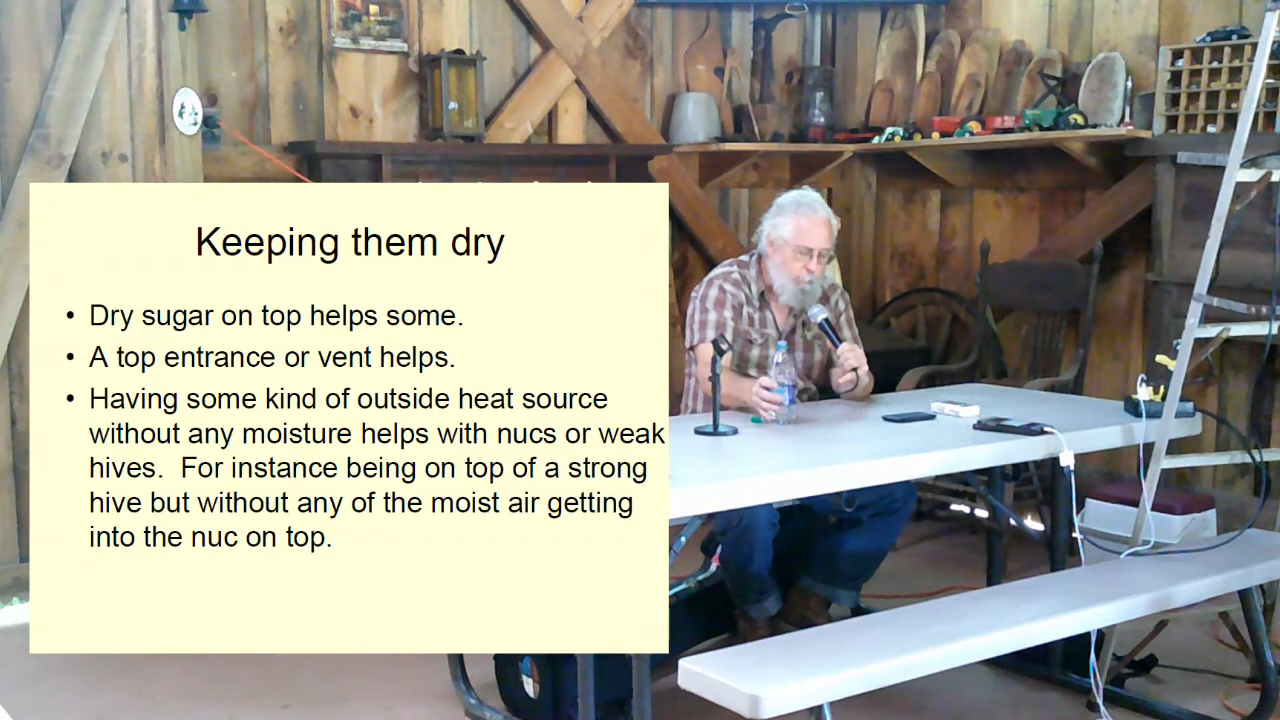 Keeping them dry
• Dry sugar on top helps some.
• A top entrance or vent helps.
• Having some kind of outside heat source
without any moisture helps with nucs or weak
hives.  For instance being on top of a strong
hive but without any of the moist air getting
into the nuc on top.